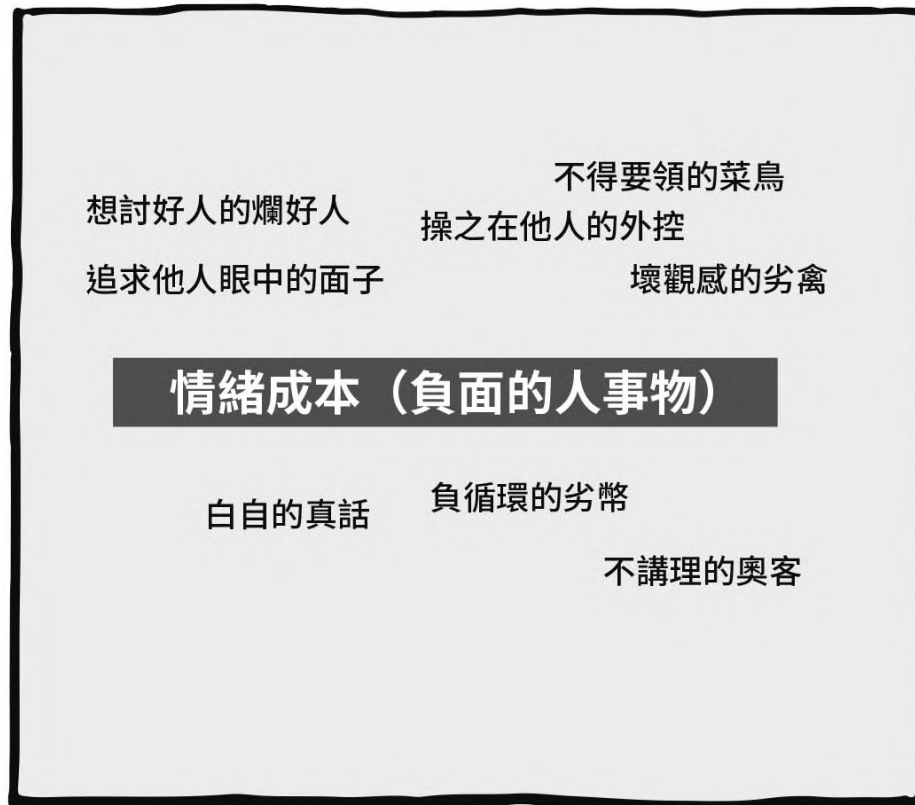 不得要領的菜鳥
想討好人的爛好人
操之在他人的外控
追求他人眼中的面子
壞觀感的劣禽
情緒成本（負面的人事物）
負循環的劣幣
白自的真話
不講理的奧客